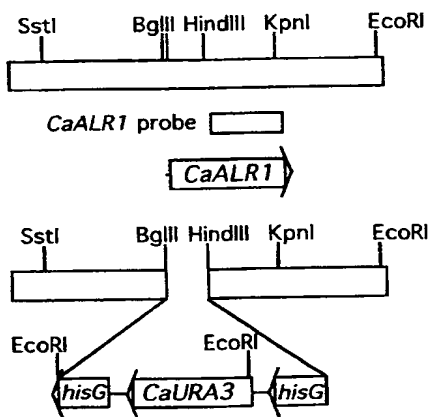 SstI BglII HindIII KpnI EcoRI
CaALR1 probe
CaALR1
SstI BglII HindIII KpnI EcoRI
EcoRI EcoRI
hisG CaURA3 hisG